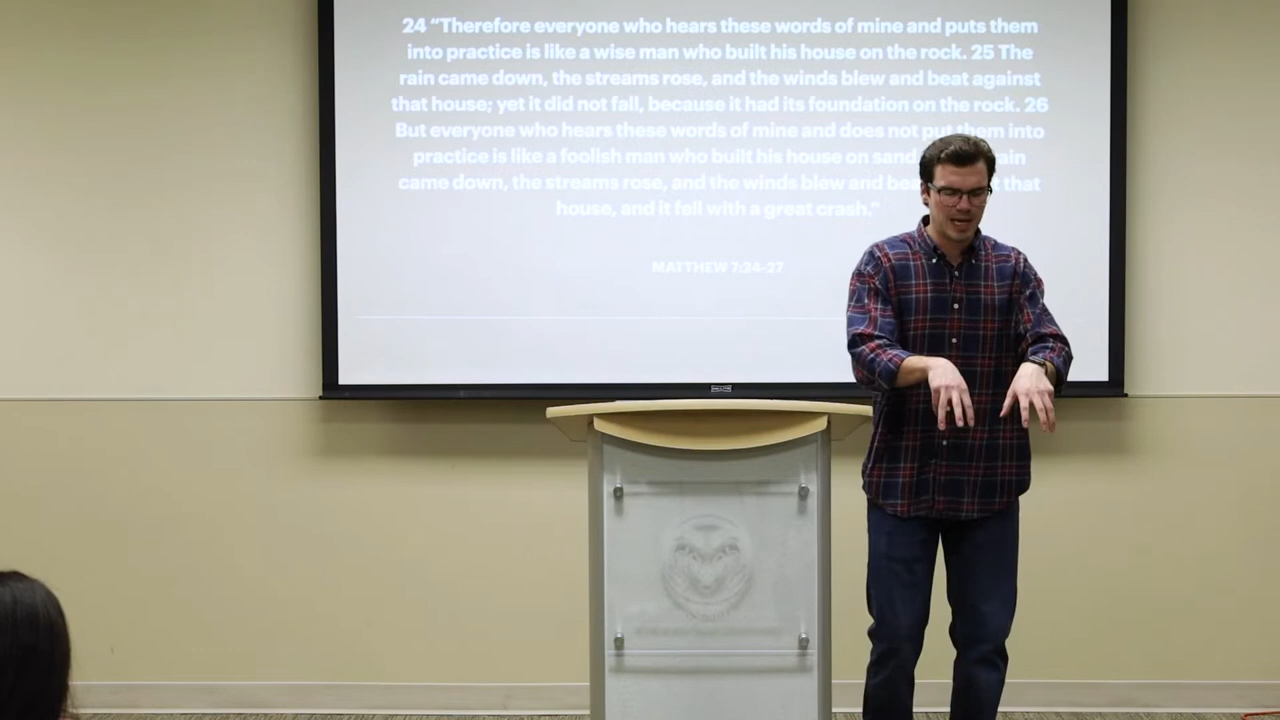 24 “Therefore everyone who hears these words of mine and puts them
into practice is like a wise man who built his house on the rock. 25 The
rain came down, the streams rose, and the winds blew and beat against
that house; yet it did not fall, because it had its foundation on the rock. 26
But everyone who hears these words of mine and does not put them into
practice is like a foolish man who built his house on sand
came down, the streams rose, and the winds blew and that
house, and it fell with a great crash.”
MATTHEW 7:24-27